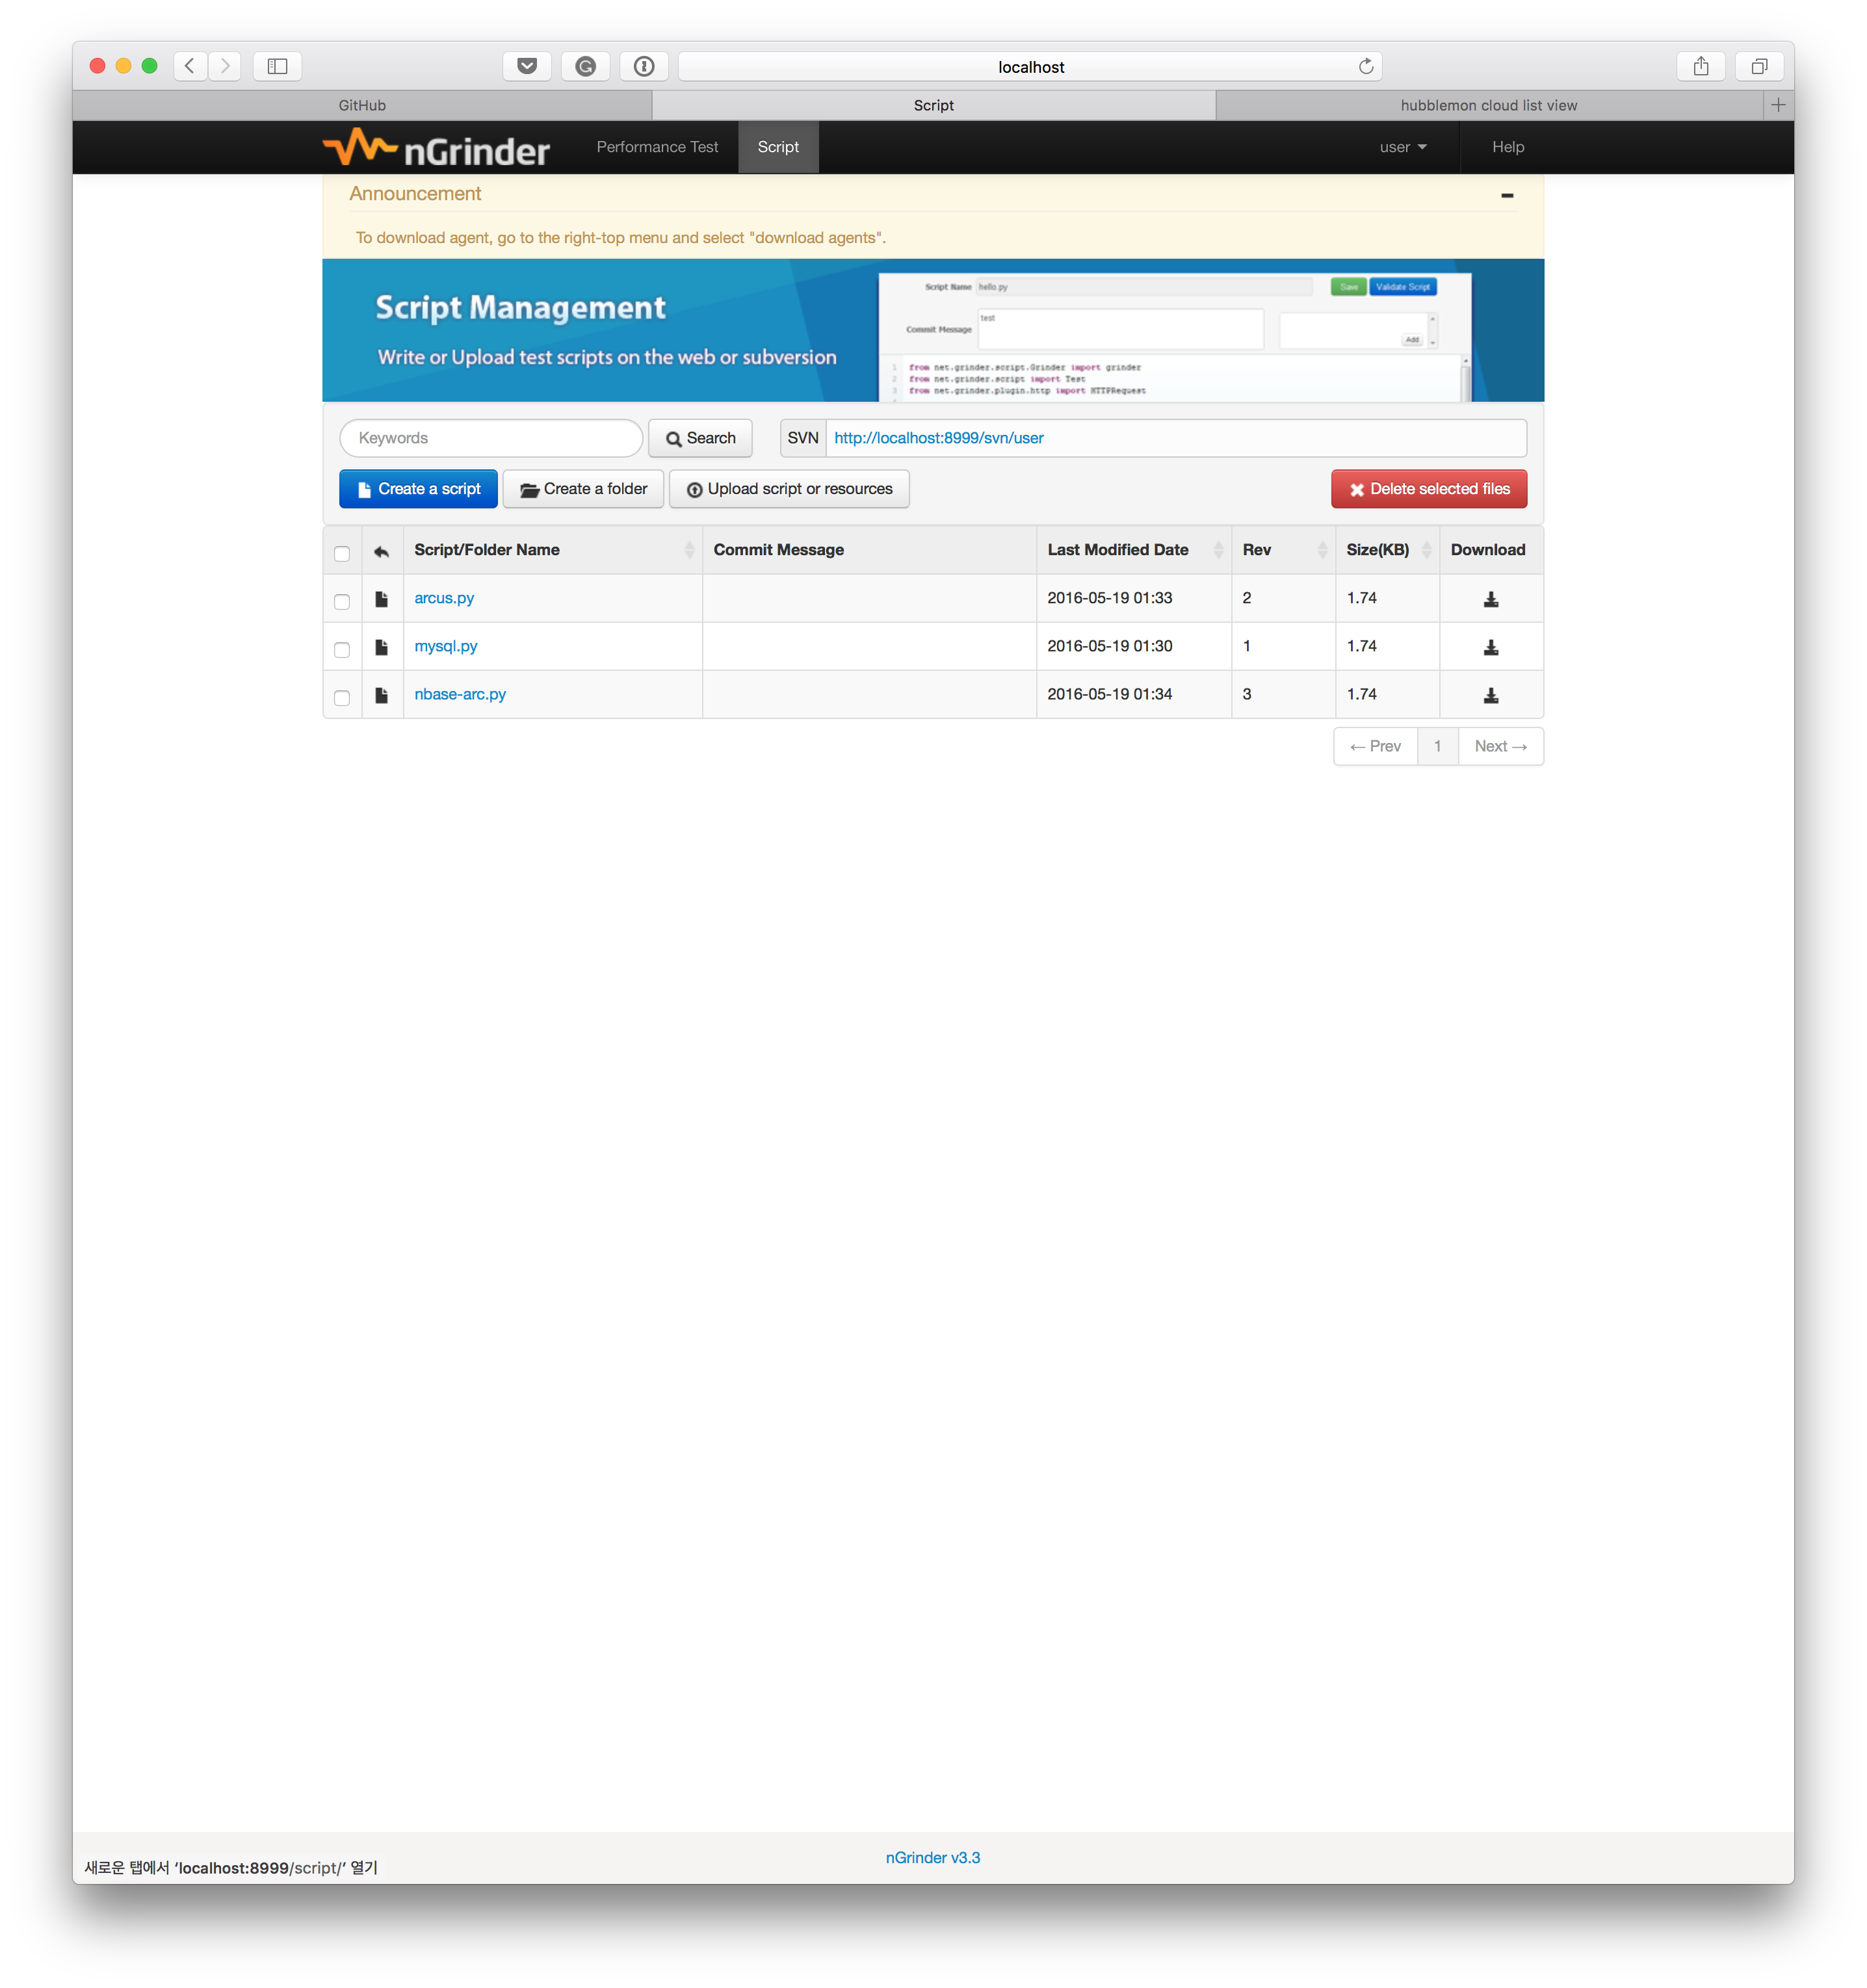 localhost
GitHub
Script
hubblemon cloud list view
nGrinder
Performance Test
Script
user
Help
Announcement
To download agent, go to the right-top menu and select "download agents".
Script Management
Write or Upload test scripts on the web or subversion
Script Name hello.py Save Validate Script
Commit Message test
Add
1 from net.grinder.script.Grinder import grinder
2 from net.grinder.script import Test
3 from net.grinder.plugin.http import HTTPRequest
Keywords Search SVN http://localhost:8999/svn/user
Create a script Create a folder Upload script or resources Delete selected files
Script/Folder Name Commit Message Last Modified Date Rev Size(KB) Download
arcus.py 2016-05-19 01:33 2 1.74
mysql.py 2016-05-19 01:30 1 1.74
nbase-arc.py 2016-05-19 01:34 3 1.74
← Prev 1 Next →
nGrinder v3.3
새로운 탭에서 ‘localhost:8999/script/’ 열기